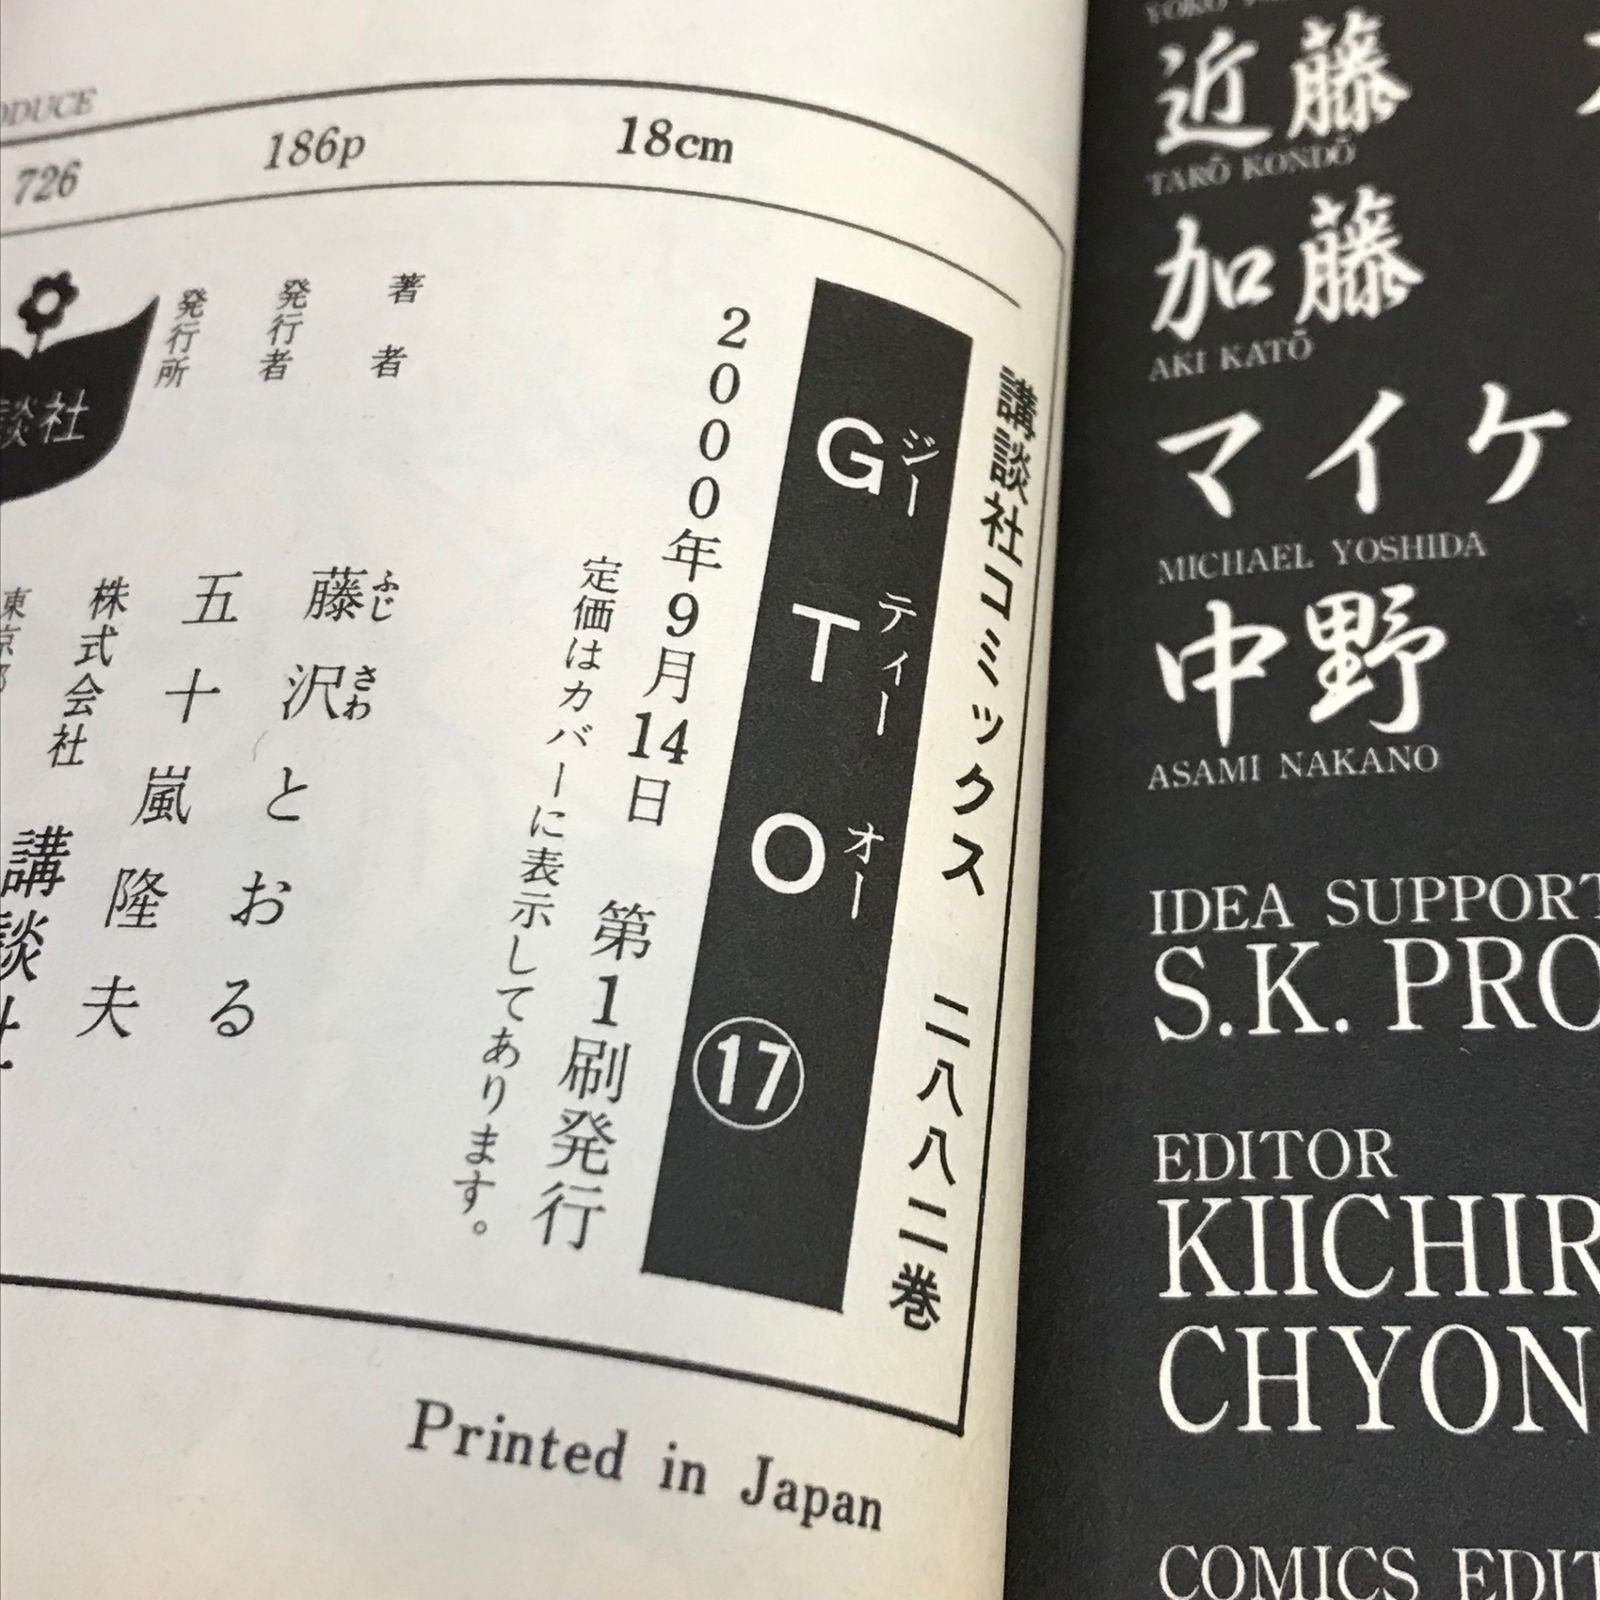 726 186p 18cm
講談社コミックス 二八八二巻
GTO ⑰
ジー ティー オー
2000年9月14日 第1刷発行
定価はカバーに表示してあります。
著者 藤沢とおる
ふじ さわ
発行者 五十嵐隆夫
発行所 株式会社 講談社
談社
Printed in Japan
近藤
TARŌ KONDŌ
加藤
AKI KATŌ
マイケ
MICHAEL YOSHIDA
中野
ASAMI NAKANO
IDEA SUPPORT
S.K. PRO
EDITOR
KIICHIR
CHYON
COMICS EDIT